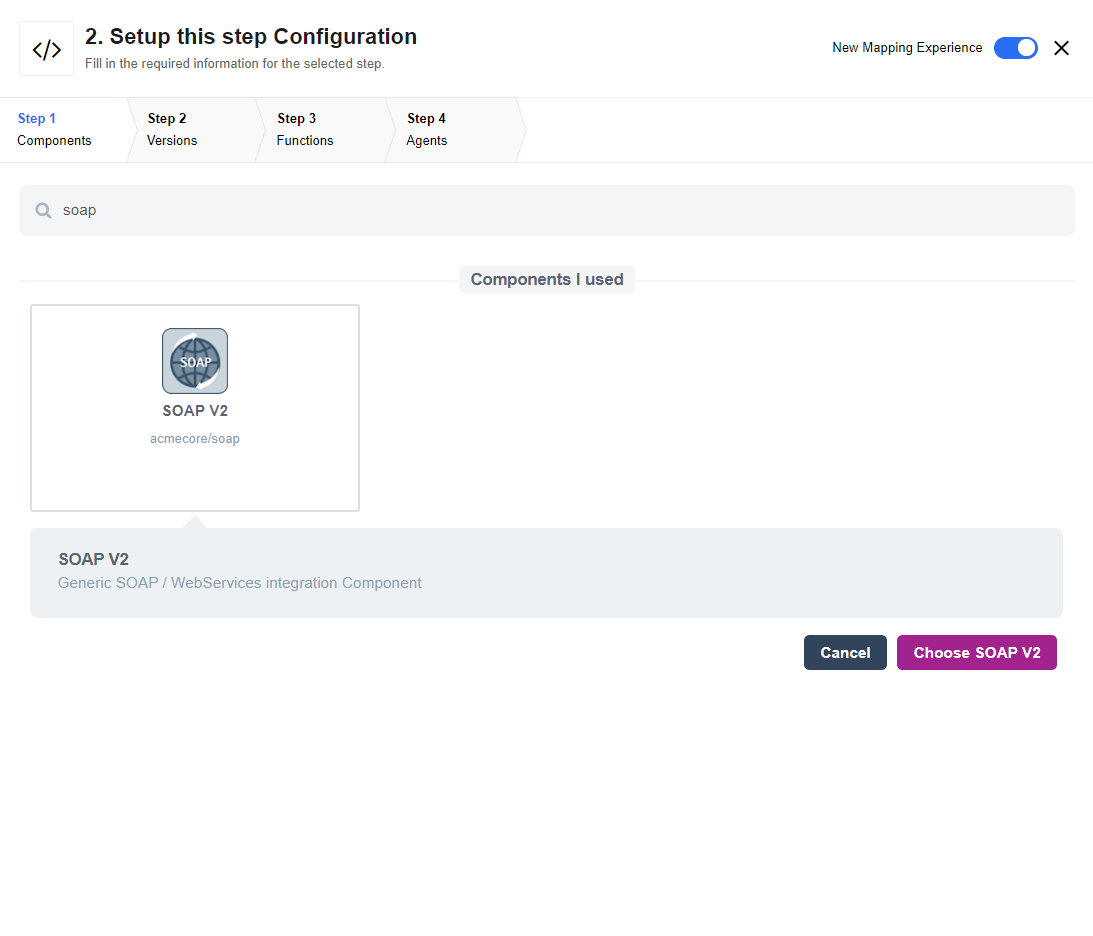 </>
2. Setup this step Configuration
Fill in the required information for the selected step.
New Mapping Experience
Step 1
Components
Step 2
Versions
Step 3
Functions
Step 4
Agents
soap
Components I used
SOAP
SOAP V2
acmecore/soap
SOAP V2
Generic SOAP / WebServices integration Component
Cancel
Choose SOAP V2